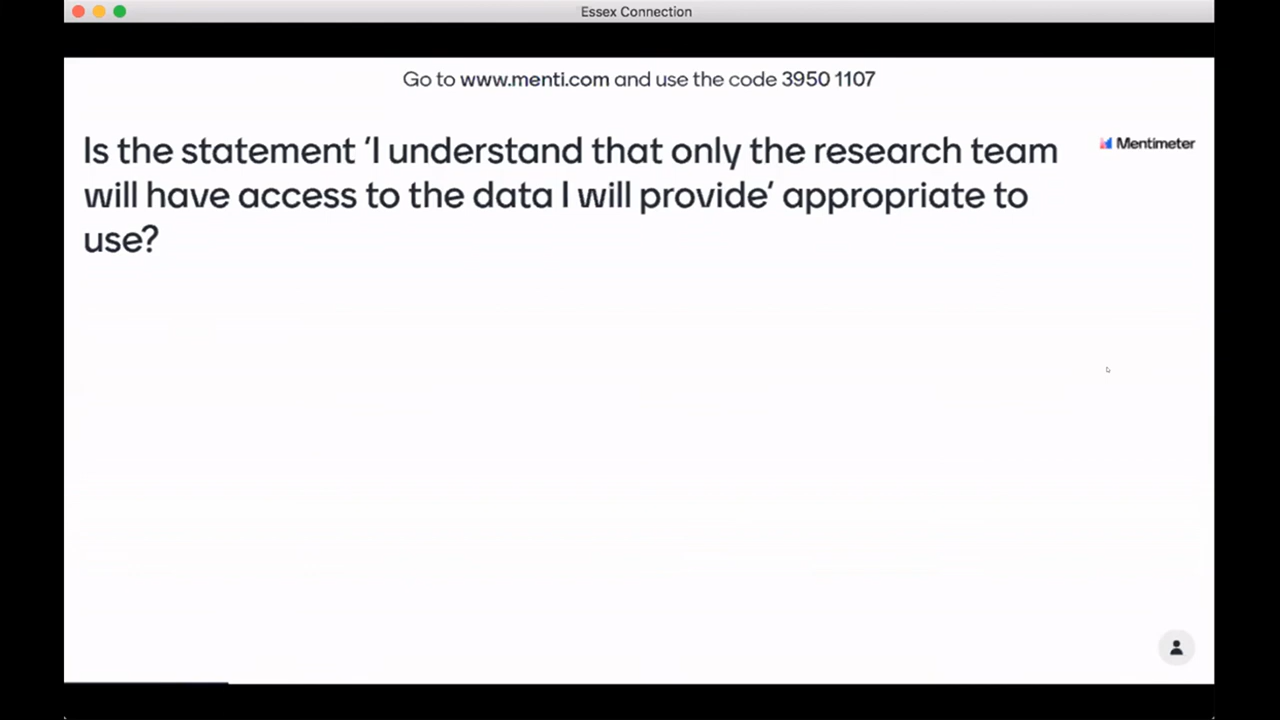 Essex Connection
Go to www.menti.com and use the code 3950 1107
Is the statement ‘I understand that only the research team
will have access to the data I will provide’ appropriate to
use?
Mentimeter